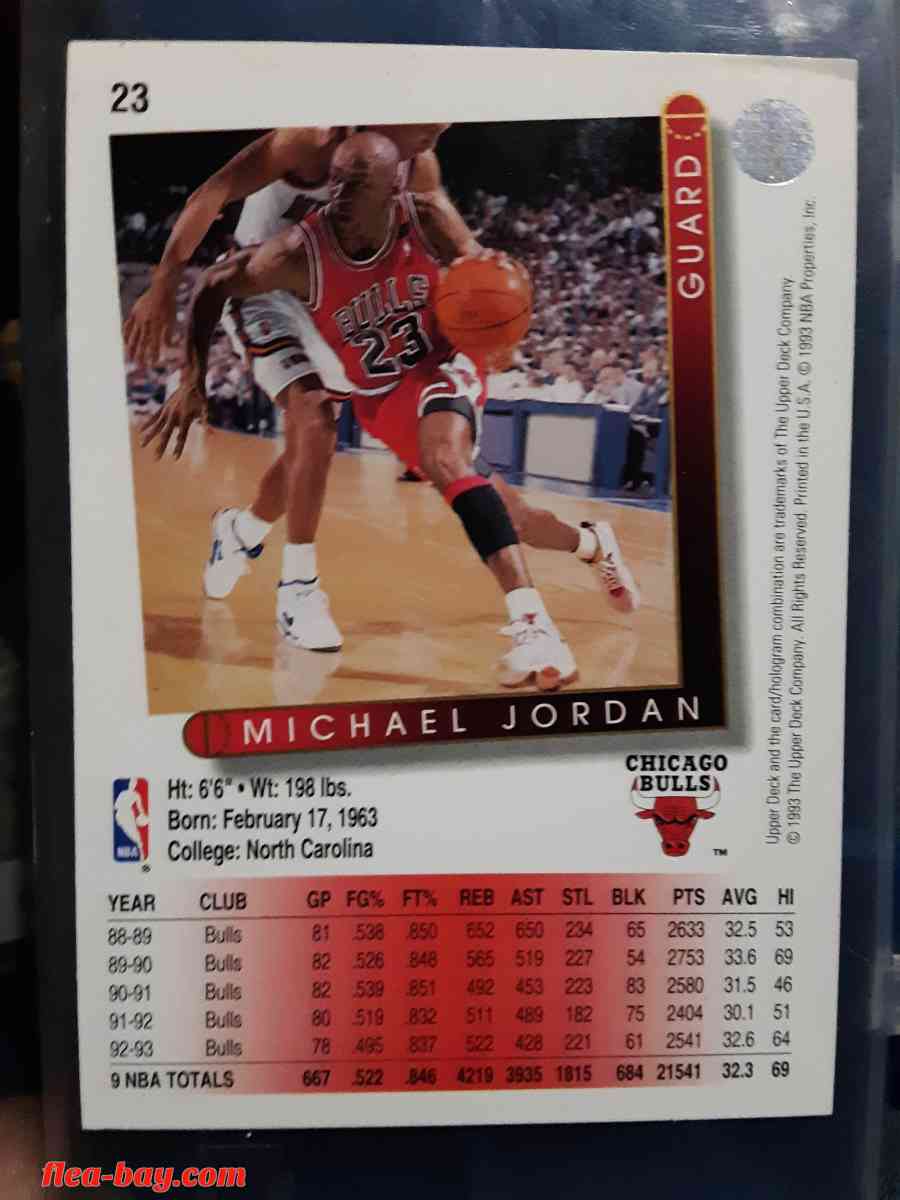 23
GUARD
BULLS
23
MICHAEL JORDAN
Upper Deck and the card/hologram combination are trademarks of The Upper Deck Company.
© 1993 The Upper Deck Company. All Rights Reserved. Printed in the U.S.A. © 1993 NBA Properties, Inc.
CHICAGO
BULLS
TM
NBA
®
Ht: 6'6" • Wt: 198 lbs.
Born: February 17, 1963
College: North Carolina
YEAR CLUB GP FG% FT% REB AST STL BLK PTS AVG HI
88-89 Bulls 81 .538 .850 652 650 234 65 2633 32.5 53
89-90 Bulls 82 .526 .848 565 519 227 54 2753 33.6 69
90-91 Bulls 82 .539 .851 492 453 223 83 2580 31.5 46
91-92 Bulls 80 .519 .832 511 489 182 75 2404 30.1 51
92-93 Bulls 78 .495 .837 522 428 221 61 2541 32.6 64
9 NBA TOTALS 667 .522 .846 4219 3935 1815 684 21541 32.3 69
flea-bay.com